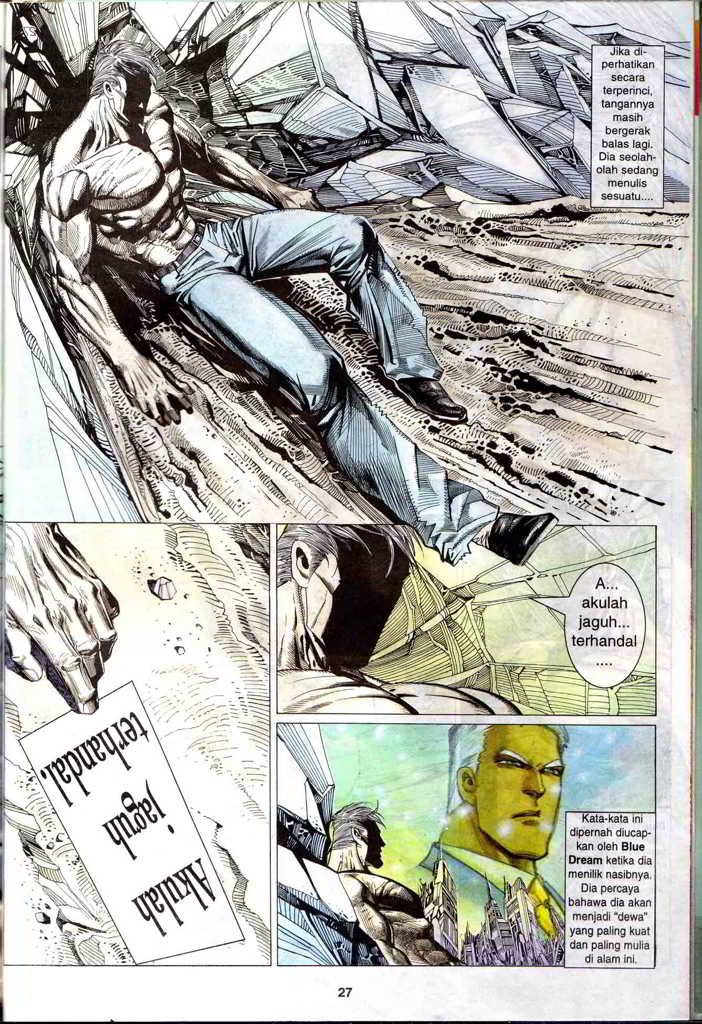 Jika di-
perhatikan
secara
terperinci,
tangannya
masih
bergerak
balas lagi.
Dia seolah-
olah sedang
menulis
sesuatu....
Akulah
jaguh
terhandal.
A...
akulah
jaguh...
terhandal
....
Kata-kata ini
dipernah diucap-
kan oleh Blue
Dream ketika dia
menilik nasibnya.
Dia percaya
bahawa dia akan
menjadi "dewa"
yang paling kuat
dan paling mulia
di alam ini.
27